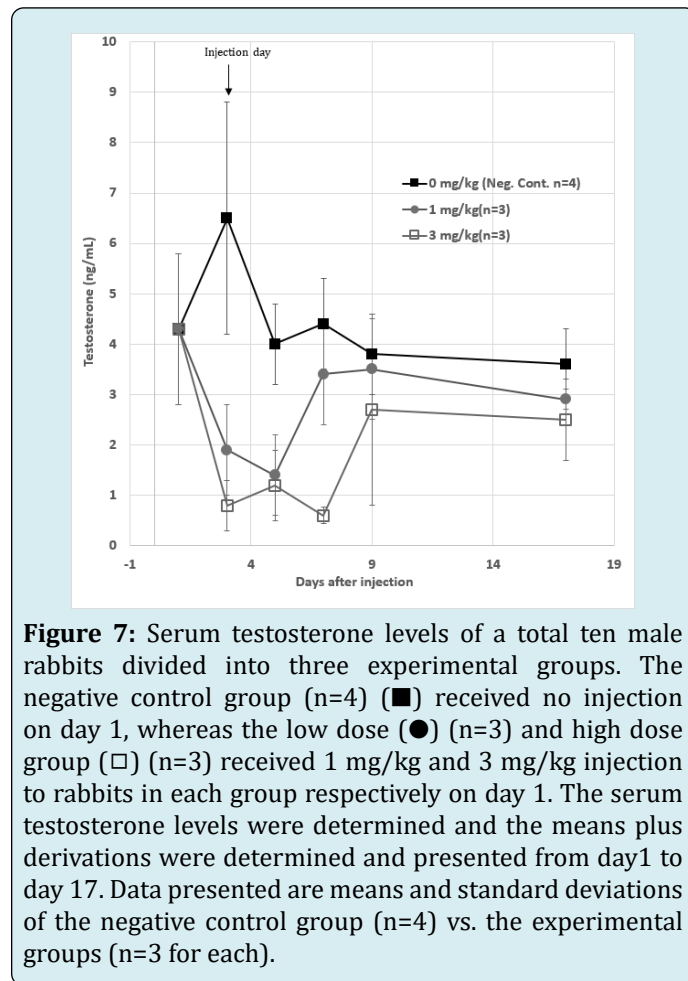 10
Injection day
9
8
7
0 mg/kg (Neg. Cont. n=4)
1 mg/kg(n=3)
3 mg/kg(n=3)
6
5
4
3
2
1
0
Testosterone (ng/mL)
-1 4 9 14 19
Days after injection
Figure 7: Serum testosterone levels of a total ten male
rabbits divided into three experimental groups. The
negative control group (n=4) (■) received no injection
on day 1, whereas the low dose (●) (n=3) and high dose
group (□) (n=3) received 1 mg/kg and 3 mg/kg injection
to rabbits in each group respectively on day 1. The serum
testosterone levels were determined and the means plus
derivations were determined and presented from day1 to
day 17. Data presented are means and standard deviations
of the negative control group (n=4) vs. the experimental
groups (n=3 for each).